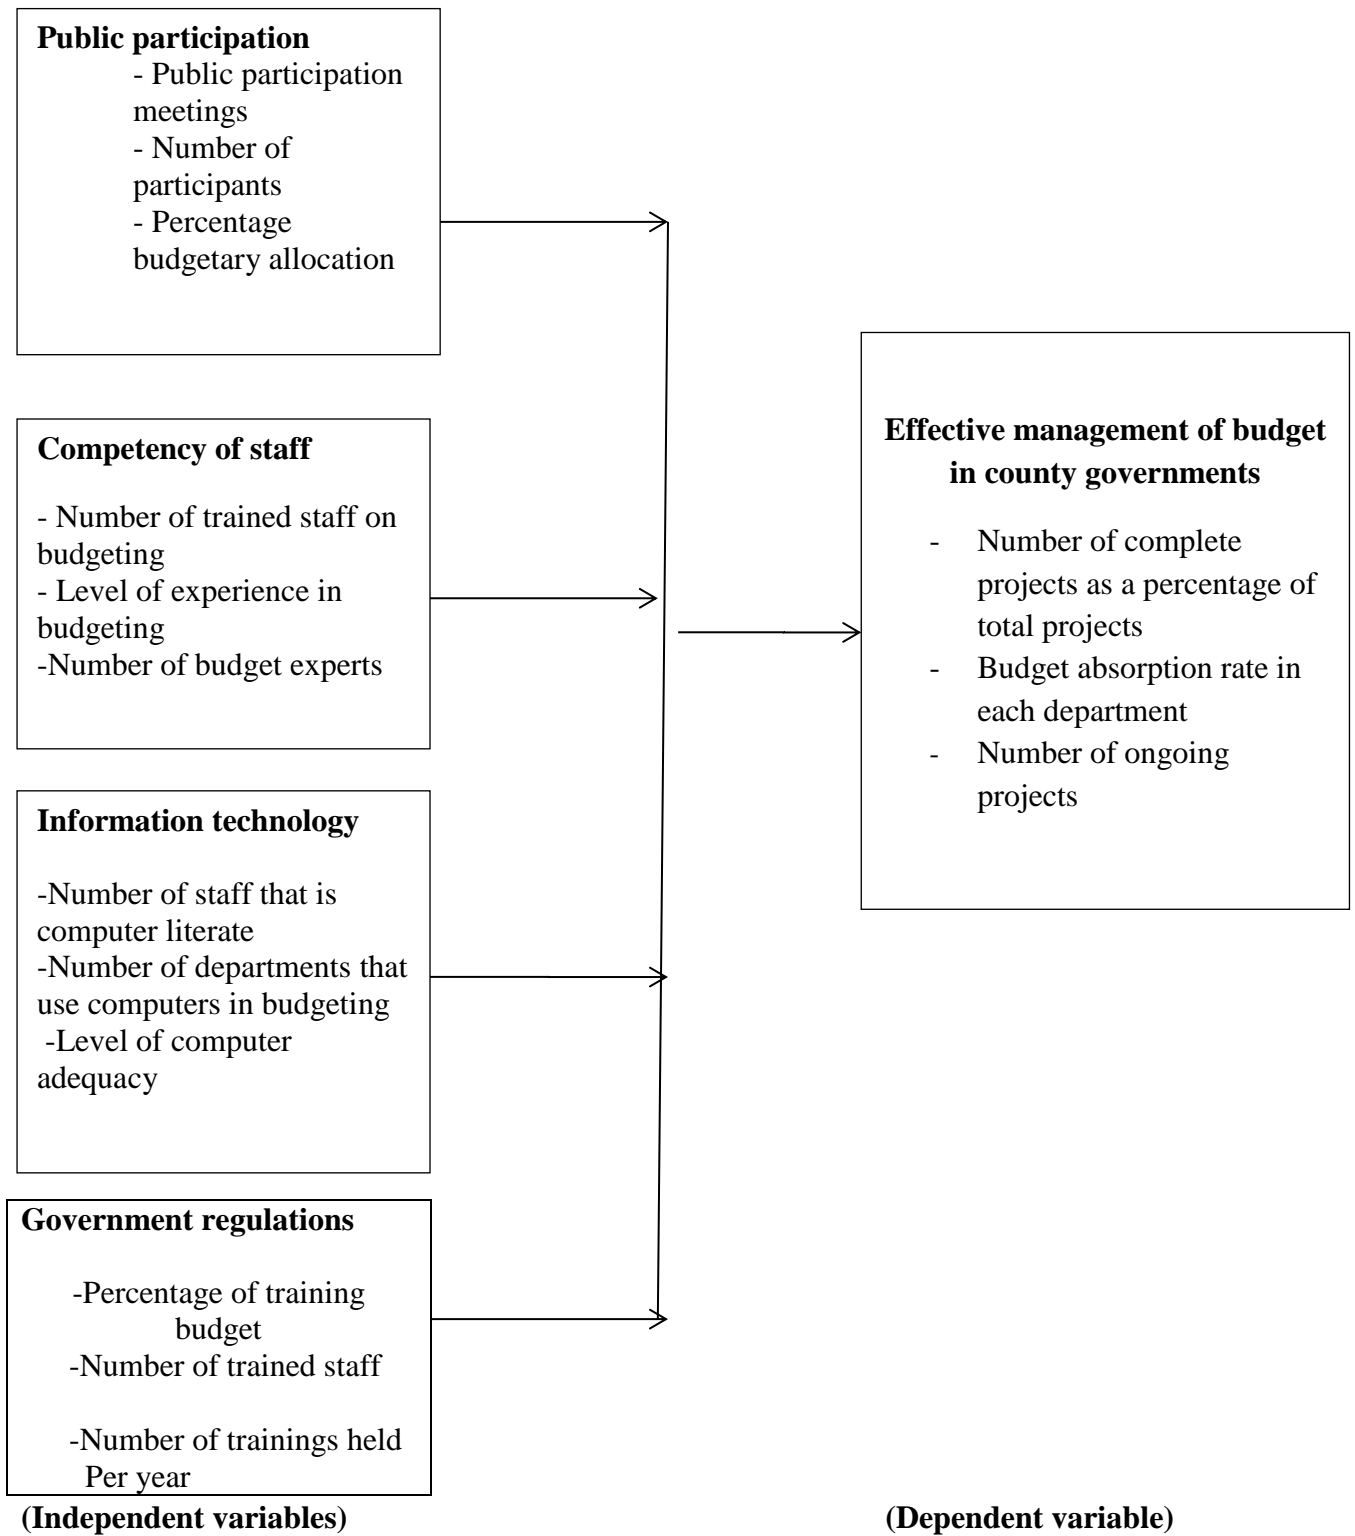 Public participation
- Public participation
meetings
- Number of
participants
- Percentage
budgetary allocation
Competency of staff
- Number of trained staff on
budgeting
- Level of experience in
budgeting
-Number of budget experts
Information technology
-Number of staff that is
computer literate
-Number of departments that
use computers in budgeting
-Level of computer
adequacy
Government regulations
-Percentage of training
budget
-Number of trained staff
-Number of trainings held
Per year
(Independent variables)
Effective management of budget
in county governments
- Number of complete
projects as a percentage of
total projects
- Budget absorption rate in
each department
- Number of ongoing
projects
(Dependent variable)